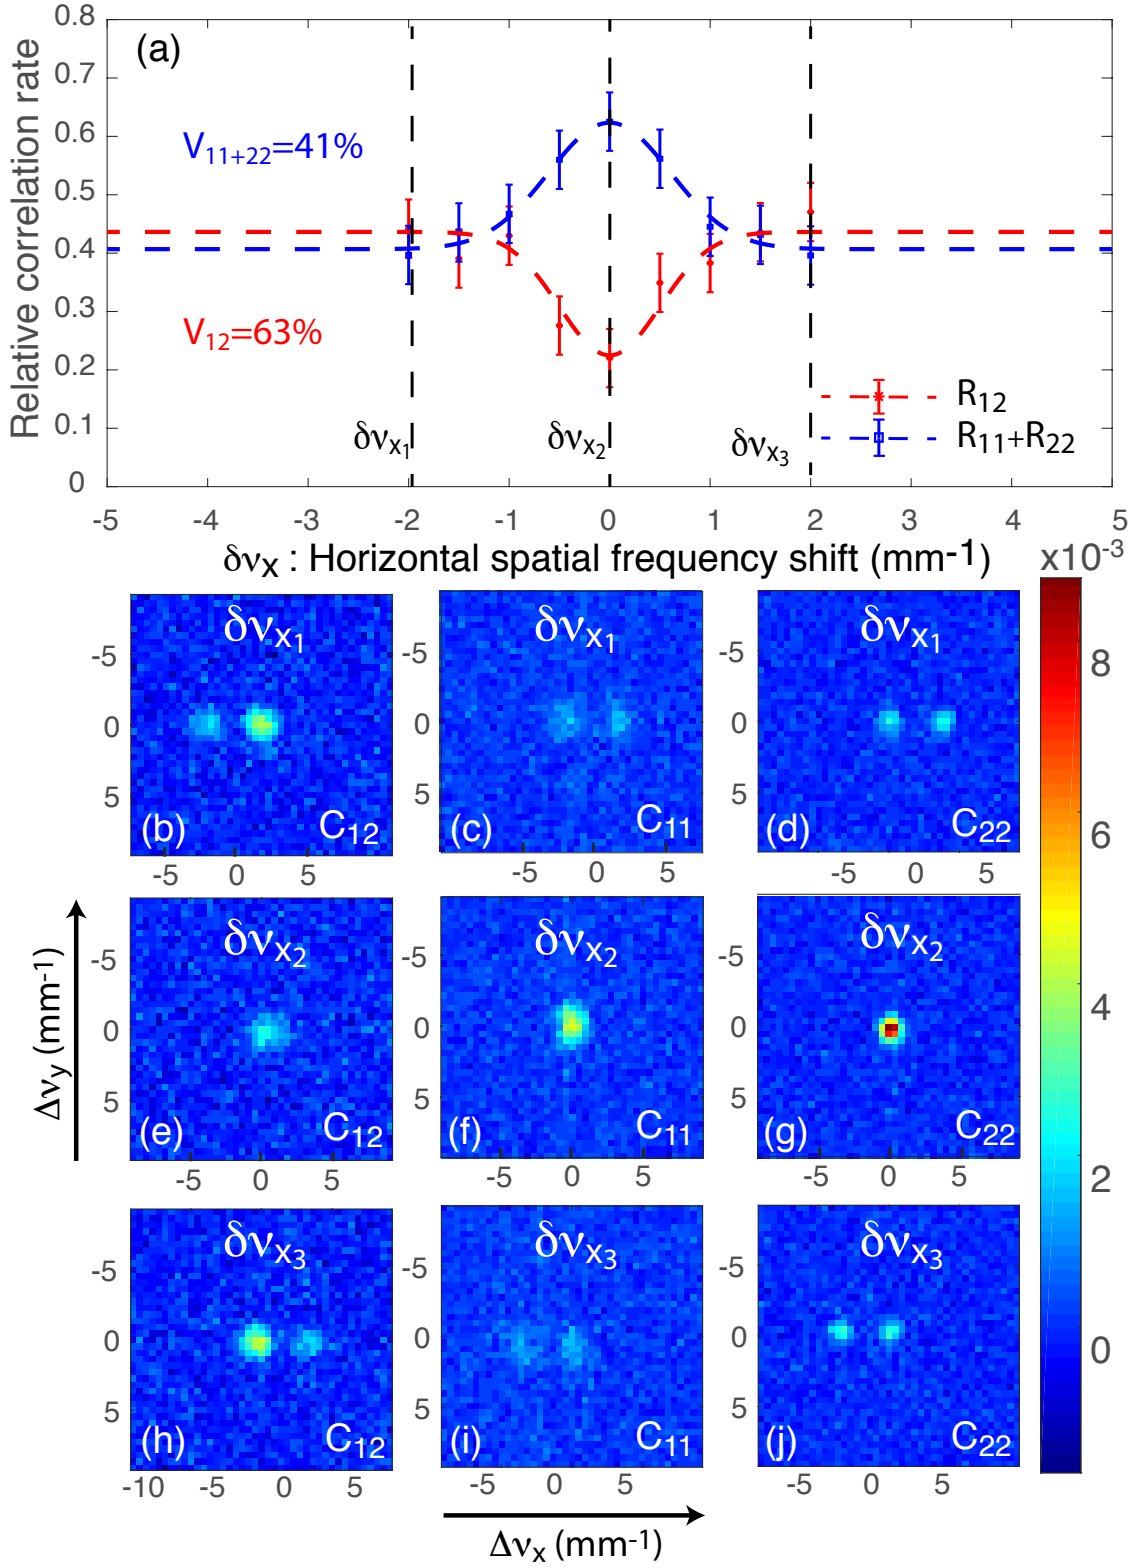 (a)
Relative correlation rate
0.8
0.7
0.6
0.5
0.4
0.3
0.2
0.1
0
V11+22=41%
V12=63%
δνx1
δνx2
δνx3
R12
R11+R22
-5 -4 -3 -2 -1 0 1 2 3 4 5
δνx : Horizontal spatial frequency shift (mm-1)
x10-3
8
6
4
2
0
δνx1
-5
0
5
(b) C12
-5 0 5
δνx1
-5
0
5
(c) C11
-5 0 5
δνx1
-5
0
5
(d) C22
-5 0 5
Δνy (mm-1)
δνx2
-5
0
5
(e) C12
-5 0 5
δνx2
-5
0
5
(f) C11
-5 0 5
δνx2
-5
0
5
(g) C22
-5 0 5
δνx3
-5
0
5
(h) C12
-10 -5 0 5
δνx3
-5
0
5
(i) C11
-5 0 5
δνx3
-5
0
5
(j) C22
-5 0 5
Δνx (mm-1)